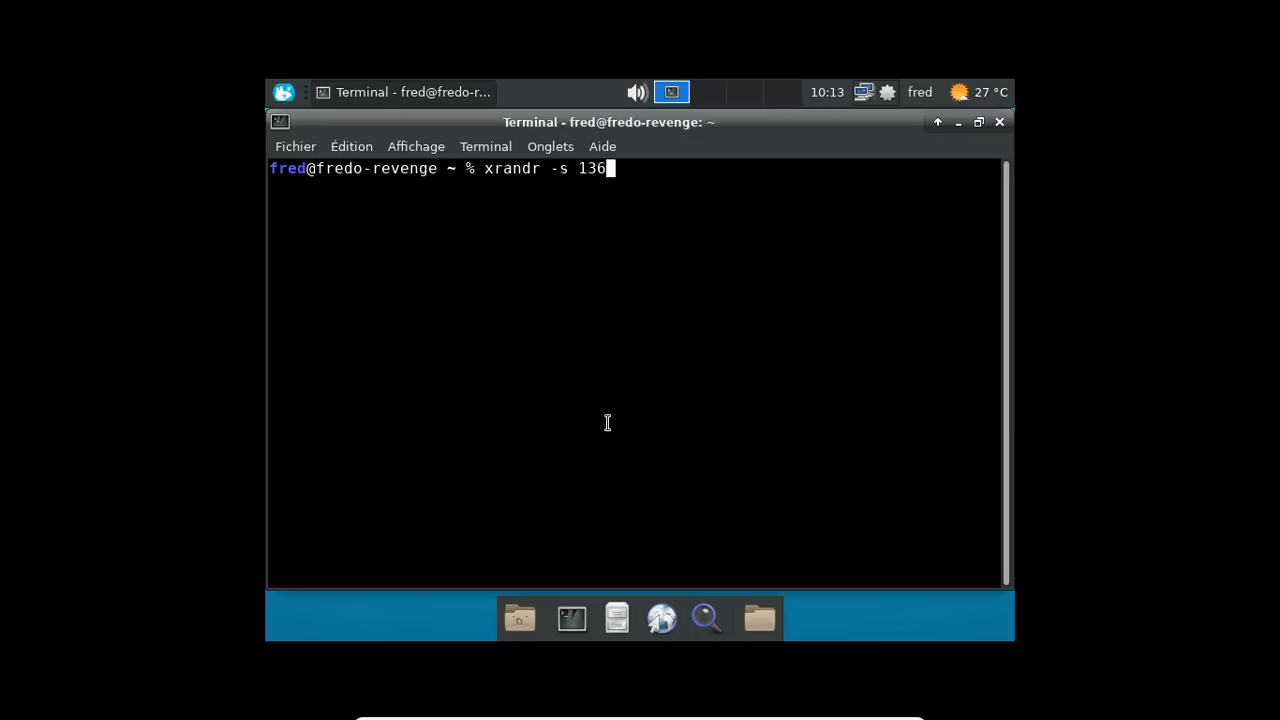 Terminal - fred@fredo-r... 10:13 fred 27 °C
Terminal - fred@fredo-revenge: ~
Fichier Édition Affichage Terminal Onglets Aide
fred@fredo-revenge ~ % xrandr -s 136